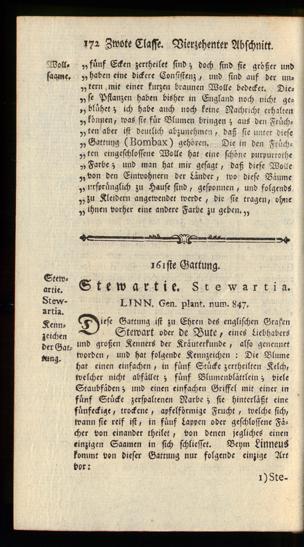 172 Zwote Classe. Vierzehenter Abschnitt.
Woll-
saame.
„fünf Ecken zertheilet sind; doch sind sie größer und
„haben eine dickere Consistenz, und sind auf der un-
„tern mit einer kurzen braunen Wolle bedeket. Die-
„se Pflanzen haben bisher in England noch nicht ge-
„blühet; ich habe auch noch keine Nachricht erhalten
„können, was sie für Blumen bringen; aus den Früch-
„ten aber ist deutlich abzunehmen, daß sie unter diese
„Gattung (Bombax) gehören. Die in den Früch-
„ten eingeschlossene Wolle hat eine schöne purpurrothe
„Farbe; und man hat mir gesagt, daß diese Wolle
„von den Einwohnern der Länder, wo diese Bäume
„ursprünglich zu Hause sind, gesponnen, und folgends
„zu Kleidern angewendet werde, die sie tragen, ohne
„ihnen vorher eine andere Farbe zu geben.„
161ste Gattung.
Stew-
artie.
Stew-
artia.
Kenn-
zeichen
der Gat-
tung.
Stewartie. Stewartia.
LINN. Gen. plant. num. 847.
Diese Gattung ist zu Ehren des englischen Grafen
Stewart oder de Bute, eines Liebhabers
und großen Kenners der Kräuterkunde, also genennet
worden, und hat folgende Kennzeichen: Die Blume
hat einen einfachen, in fünf Stücke zertheilten Kelch,
welcher nicht abfället; fünf Blumenblättlein; viele
Staubfäden; und einen einfachen Griffel mit einer in
fünf Stücke zerspaltenen Narbe; sie hinterläßt eine
fünfeckige, trockene, apfelförmige Frucht, welche sich,
wann sie reif ist, in fünf Lappen oder geschlossene Fä-
cher von einander theilet, von denen jegliches einen
einzigen Saamen in sich schliesset. Beym Linneus
kommt von dieser Gattung nur folgende einzige Art
vor:
1) Ste-